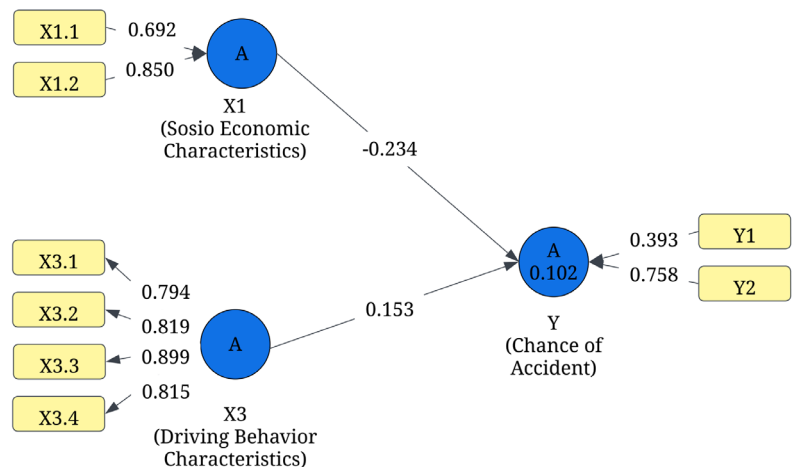 X1.1
0.692
X1.2
0.850
A
X1
(Sosio Economic
Characteristics)
-0.234
X3.1
X3.2
X3.3
X3.4
0.794
0.819
0.899
0.815
A
X3
(Driving Behavior
Characteristics)
0.153
A
0.102
Y
(Chance of
Accident)
0.393
0.758
Y1
Y2